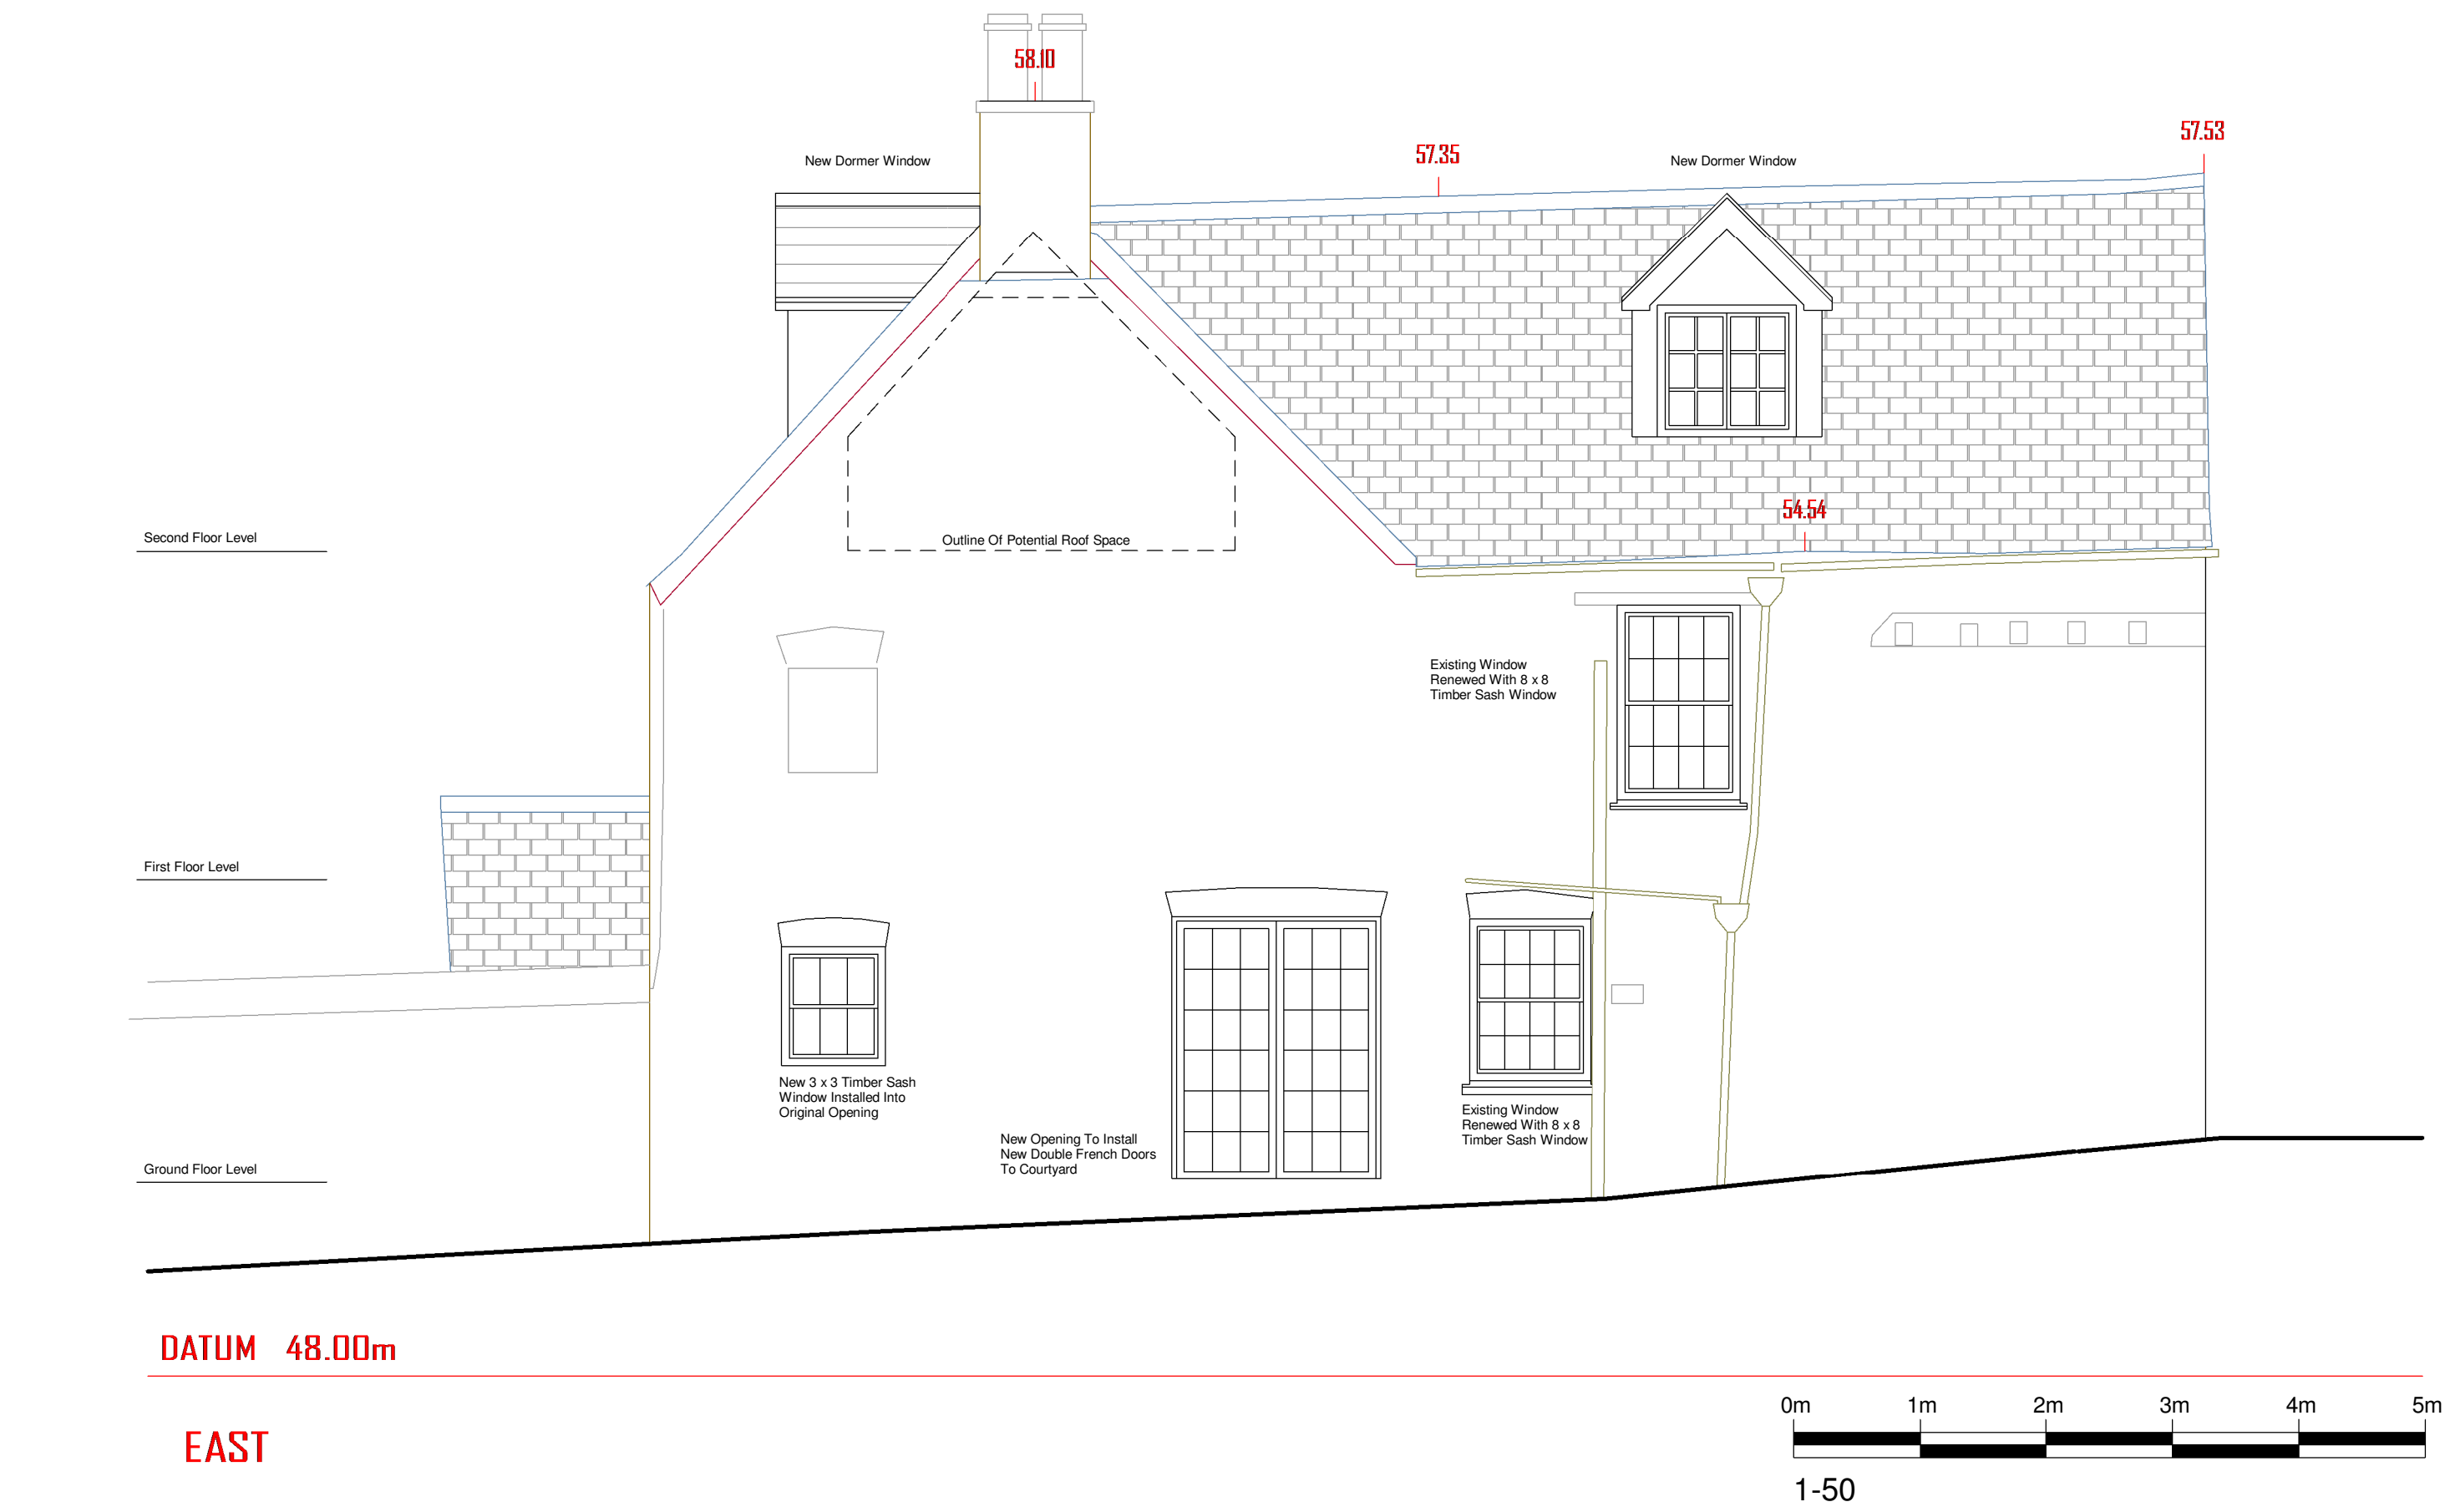 58.10
57.53
57.35
New Dormer Window
New Dormer Window
54.54
Second Floor Level
Outline Of Potential Roof Space
Existing Window
Renewed With 8 x 8
Timber Sash Window
First Floor Level
New 3 x 3 Timber Sash
Window Installed Into
Original Opening
Existing Window
Renewed With 8 x 8
Timber Sash Window
New Opening To Install
New Double French Doors
To Courtyard
Ground Floor Level
DATUM 48.00m
EAST
0m 1m 2m 3m 4m 5m
1-50